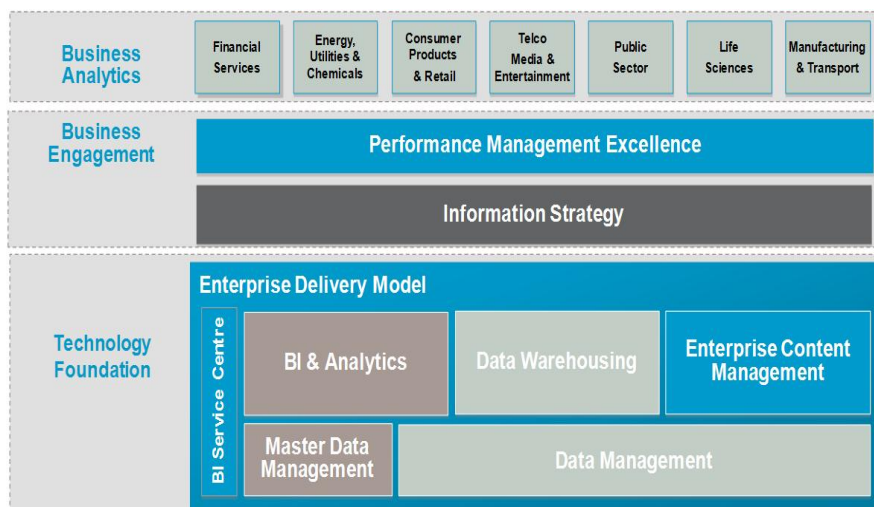 Business
Analytics
Financial
Services
Energy,
Utilities &
Chemicals
Consumer
Products
& Retail
Telco
Media &
Entertainment
Public
Sector
Life
Sciences
Manufacturing
& Transport
Business
Engagement
Performance Management Excellence
Information Strategy
Technology
Foundation
Enterprise Delivery Model
BI Service Centre
BI & Analytics
Data Warehousing
Enterprise Content
Management
Master Data
Management
Data Management